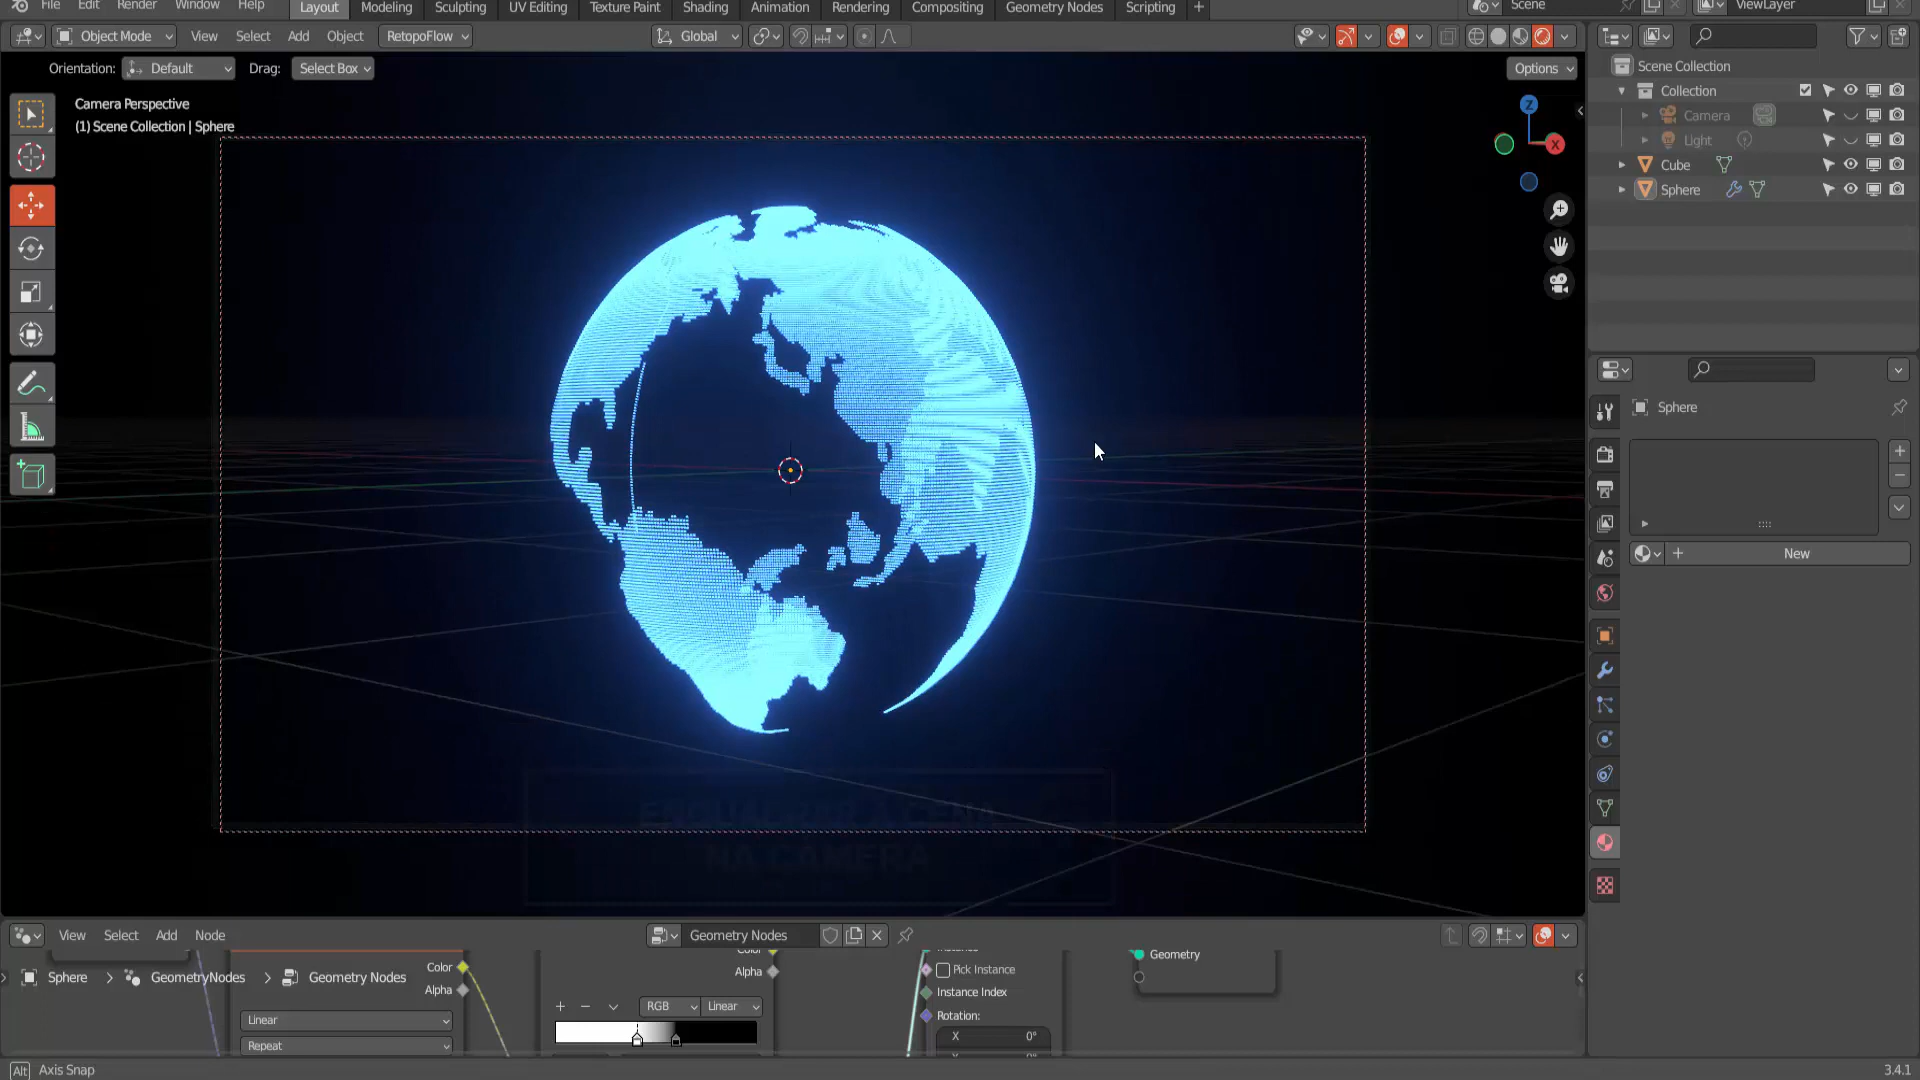 File Edit Render Window Help Layout Modeling Sculpting UV Editing Texture Paint Shading Animation Rendering Compositing Geometry Nodes Scripting + Scene ViewLayer
Object Mode View Select Add Object RetopoFlow Global
Orientation: Default Drag: Select Box Options
Camera Perspective
(1) Scene Collection | Sphere
Z
X
Scene Collection
Collection
Camera
Light
Cube
Sphere
Sphere
New
NA CAMERA
View Select Add Node Geometry Nodes
Sphere > GeometryNodes > Geometry Nodes
Color
Alpha
Linear
Repeat
Color
Alpha
RGB Linear
Instance
Pick Instance
Instance Index
Rotation:
X 0°
Geometry
Alt Axis Snap
3.4.1